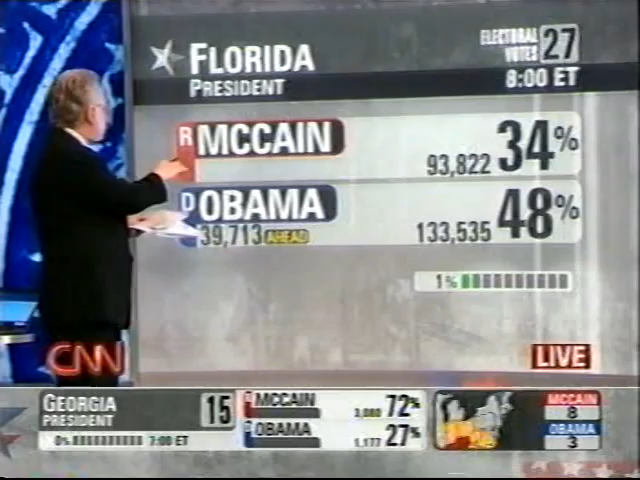 FLORIDA
PRESIDENT
ELECTORAL
VOTES 27
8:00 ET
R MCCAIN
93,822 34%
D OBAMA
39,713 AHEAD
133,535 48%
1%
CNN
LIVE
GEORGIA
PRESIDENT
15
0% 7:00 ET
R MCCAIN
3,080 72%
D OBAMA
1,177 27%
MCCAIN
8
OBAMA
3